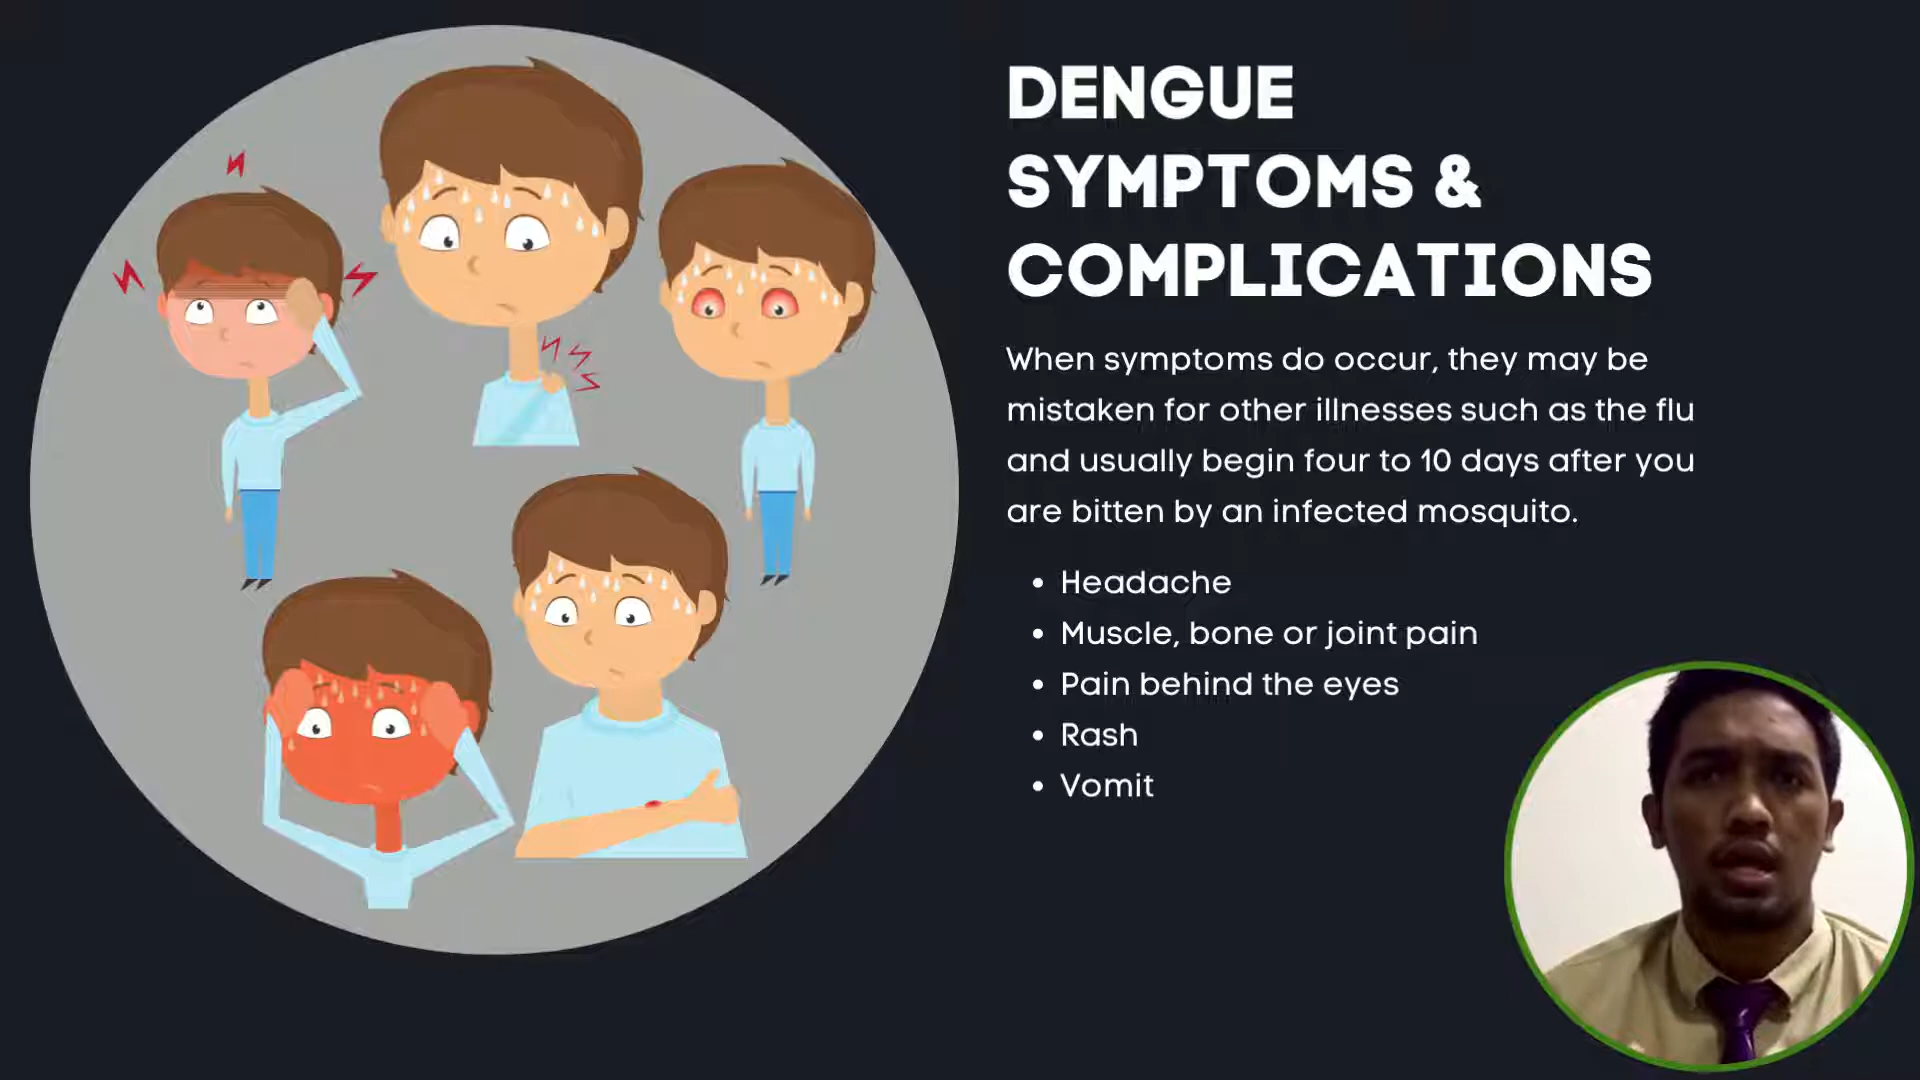 DENGUE
SYMPTOMS &
COMPLICATIONS
When symptoms do occur, they may be
mistaken for other illnesses such as the flu
and usually begin four to 10 days after you
are bitten by an infected mosquito.
• Headache
• Muscle, bone or joint pain
• Pain behind the eyes
• Rash
• Vomit